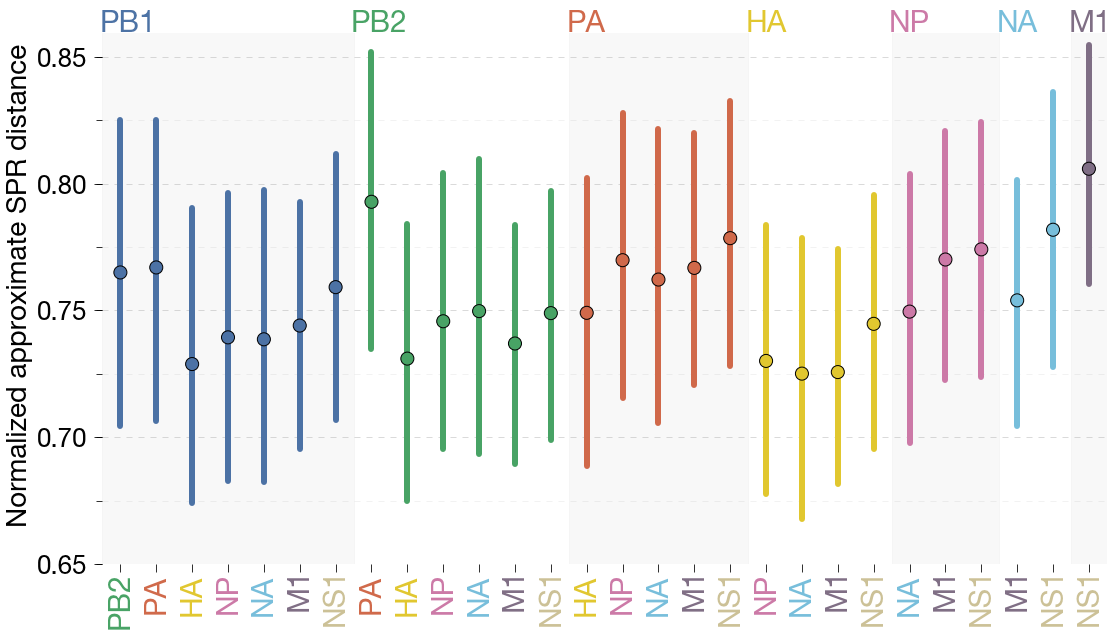 PB1 PB2 PA HA NP NA M1
Normalized approximate SPR distance
0.85
0.80
0.75
0.70
0.65
PB2 PA HA NP NA M1 NS1 PA HA NP NA M1 NS1 HA NP NA M1 NS1 NP NA M1 NS1 NA M1 NS1 M1 NS1 NS1